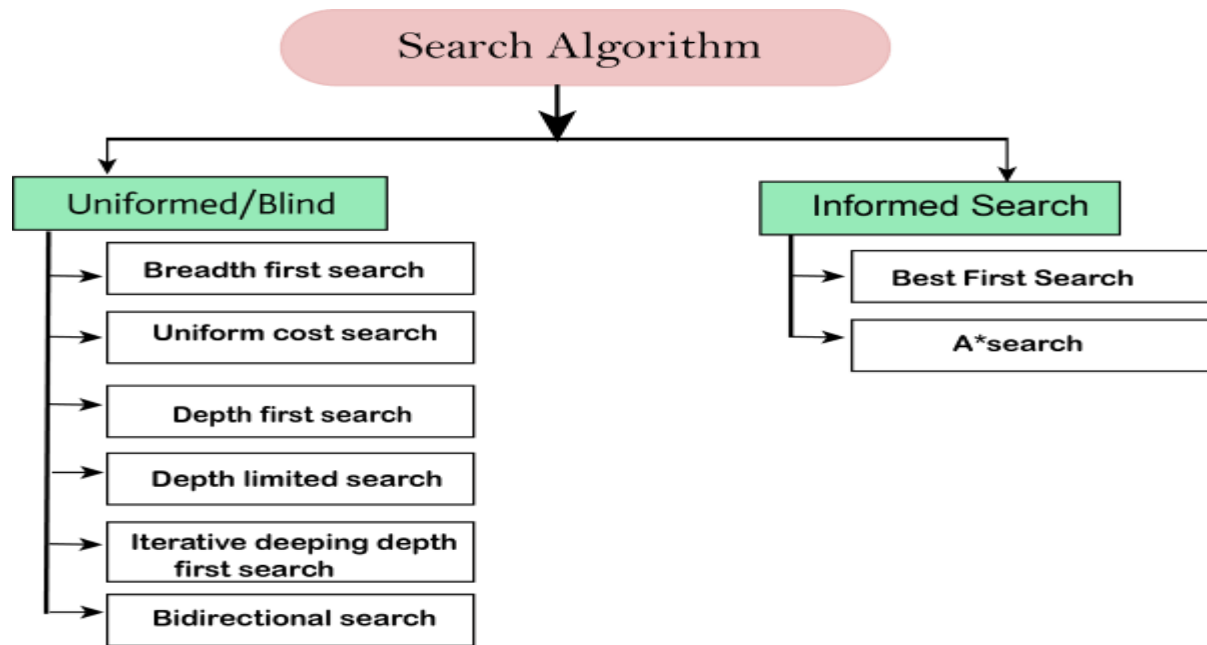 Search Algorithm
Uniformed/Blind
Breadth first search
Uniform cost search
Depth first search
Depth limited search
Iterative deeping depth
first search
Bidirectional search
Informed Search
Best First Search
A*search